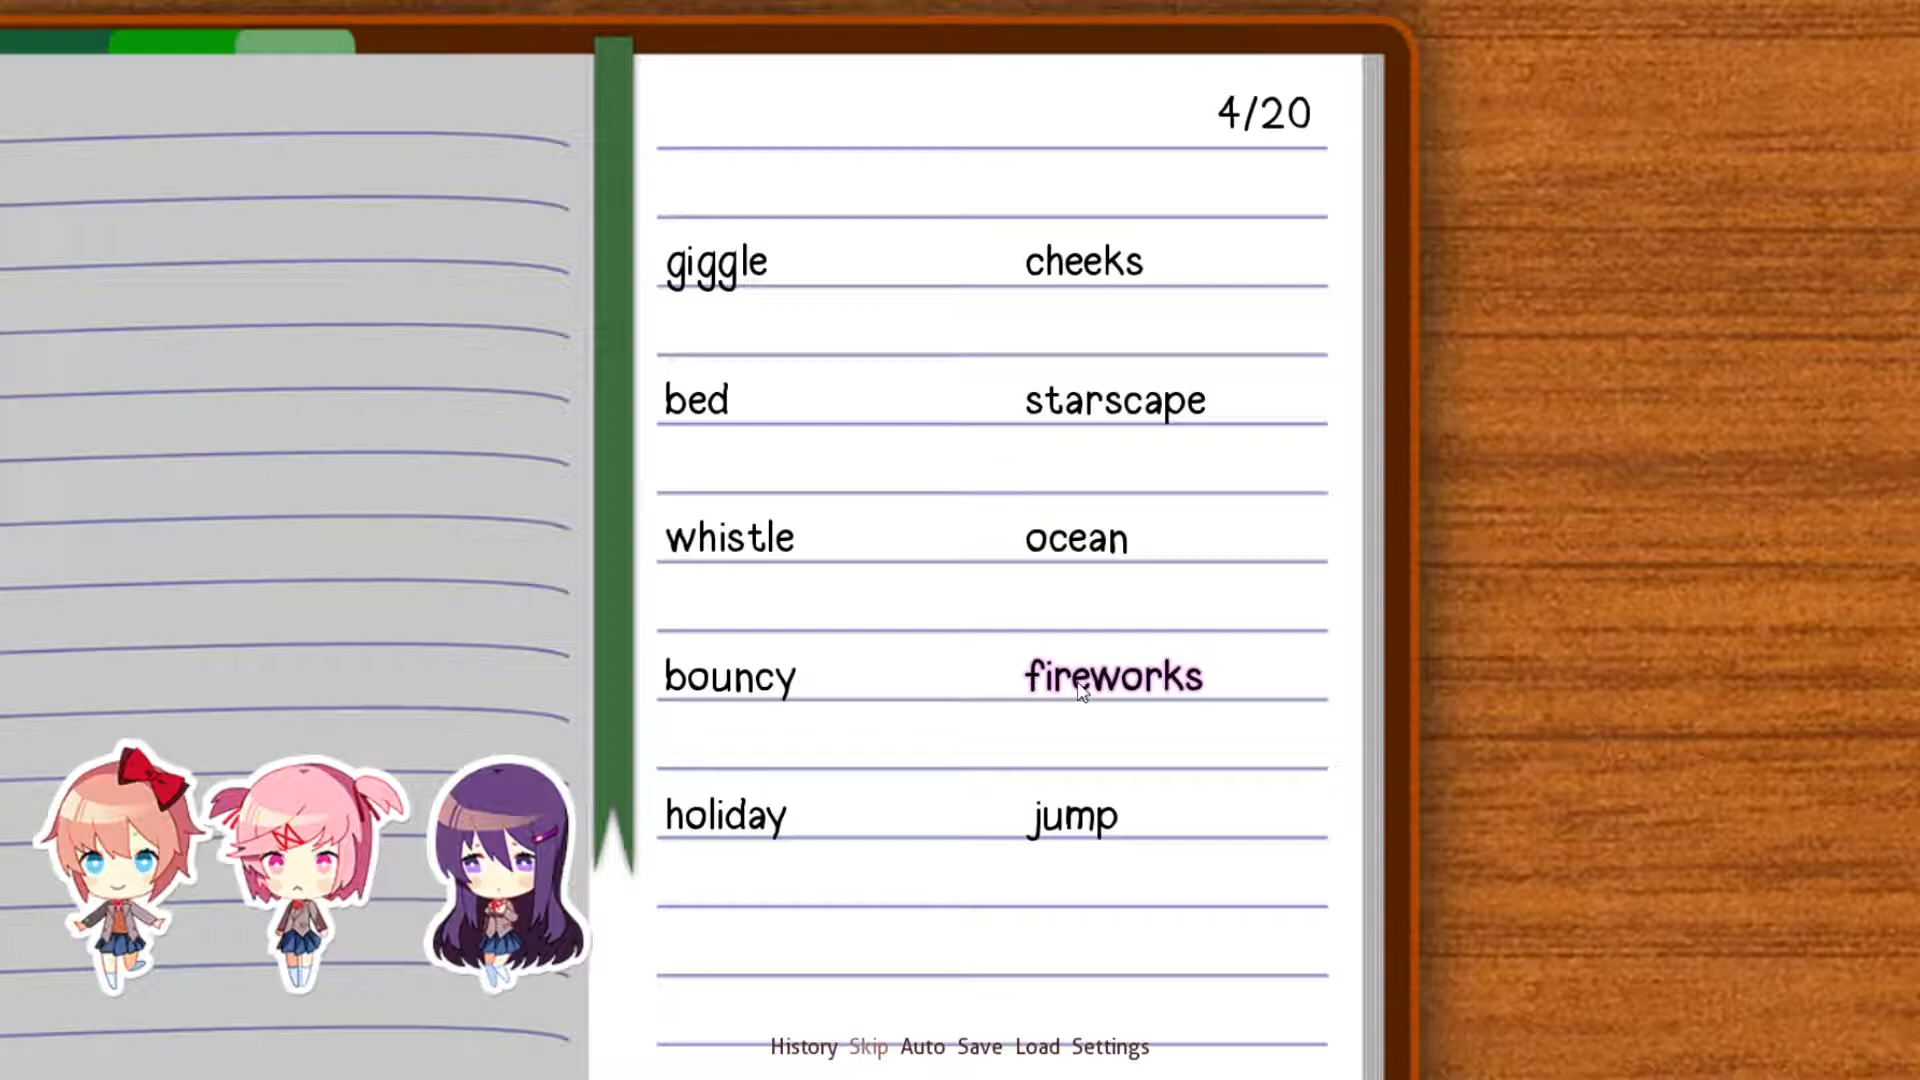 4/20
giggle cheeks
bed starscape
whistle ocean
bouncy fireworks
holiday jump
History Skip Auto Save Load Settings